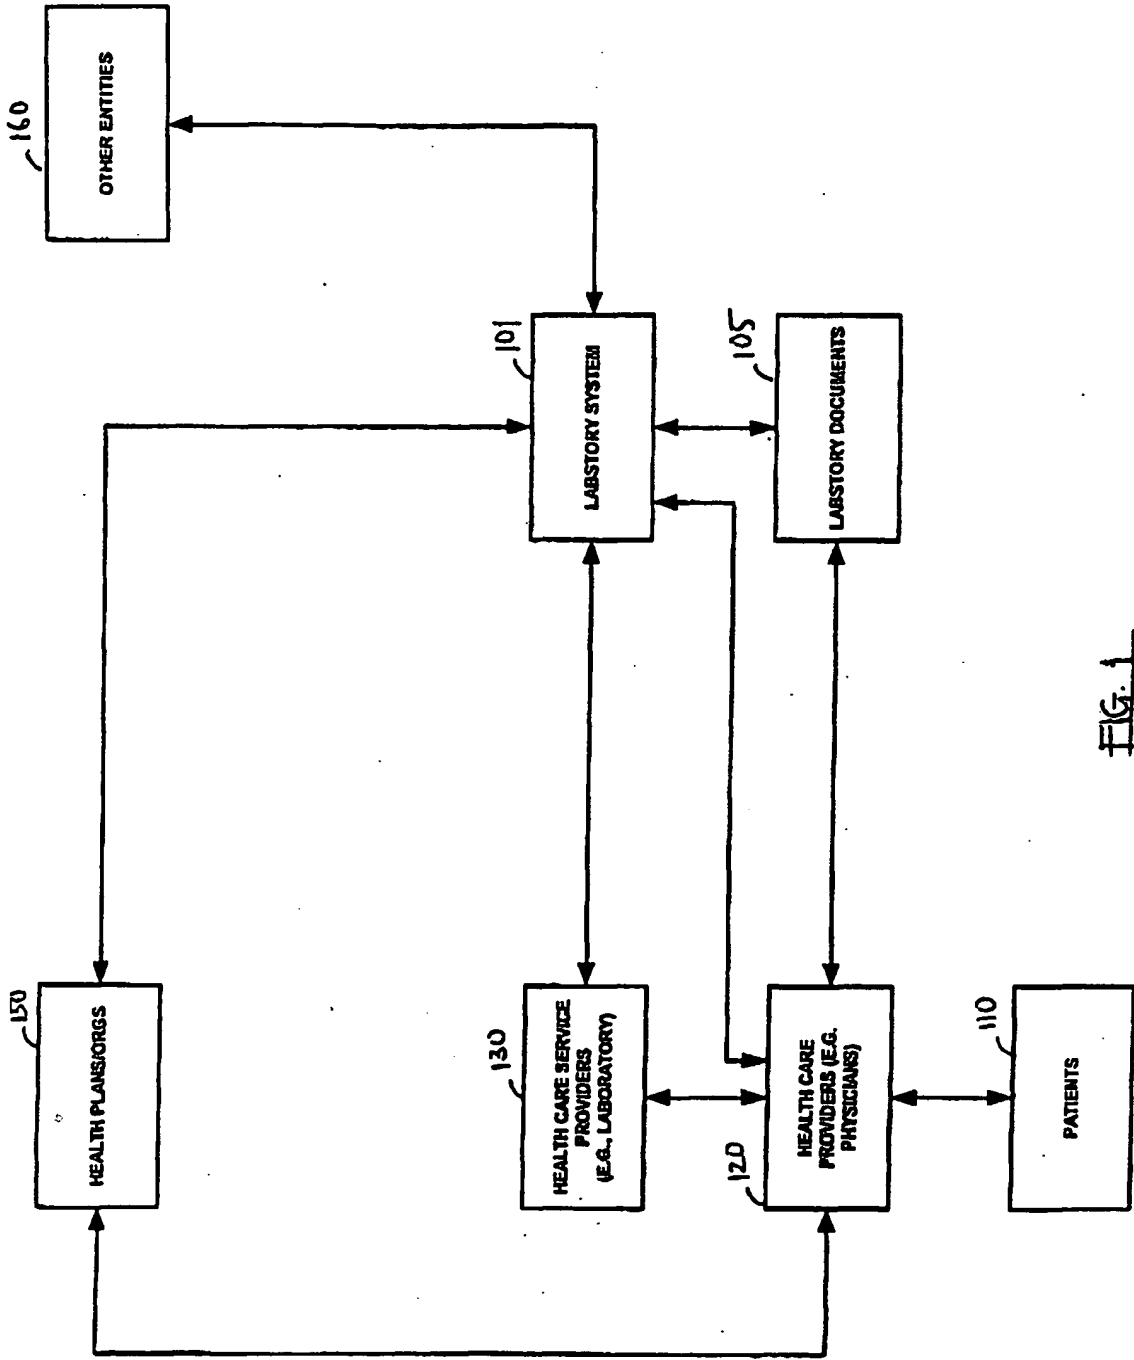 150
HEALTH PLANS/ORGS
160
OTHER ENTITIES
130
HEALTH CARE SERVICE
PROVIDERS
(E.G., LABORATORY)
101
LABSTORY SYSTEM
120
HEALTH CARE
PROVIDERS (E.G.
PHYSICIANS)
105
LABSTORY DOCUMENTS
110
PATIENTS
FIG. 1